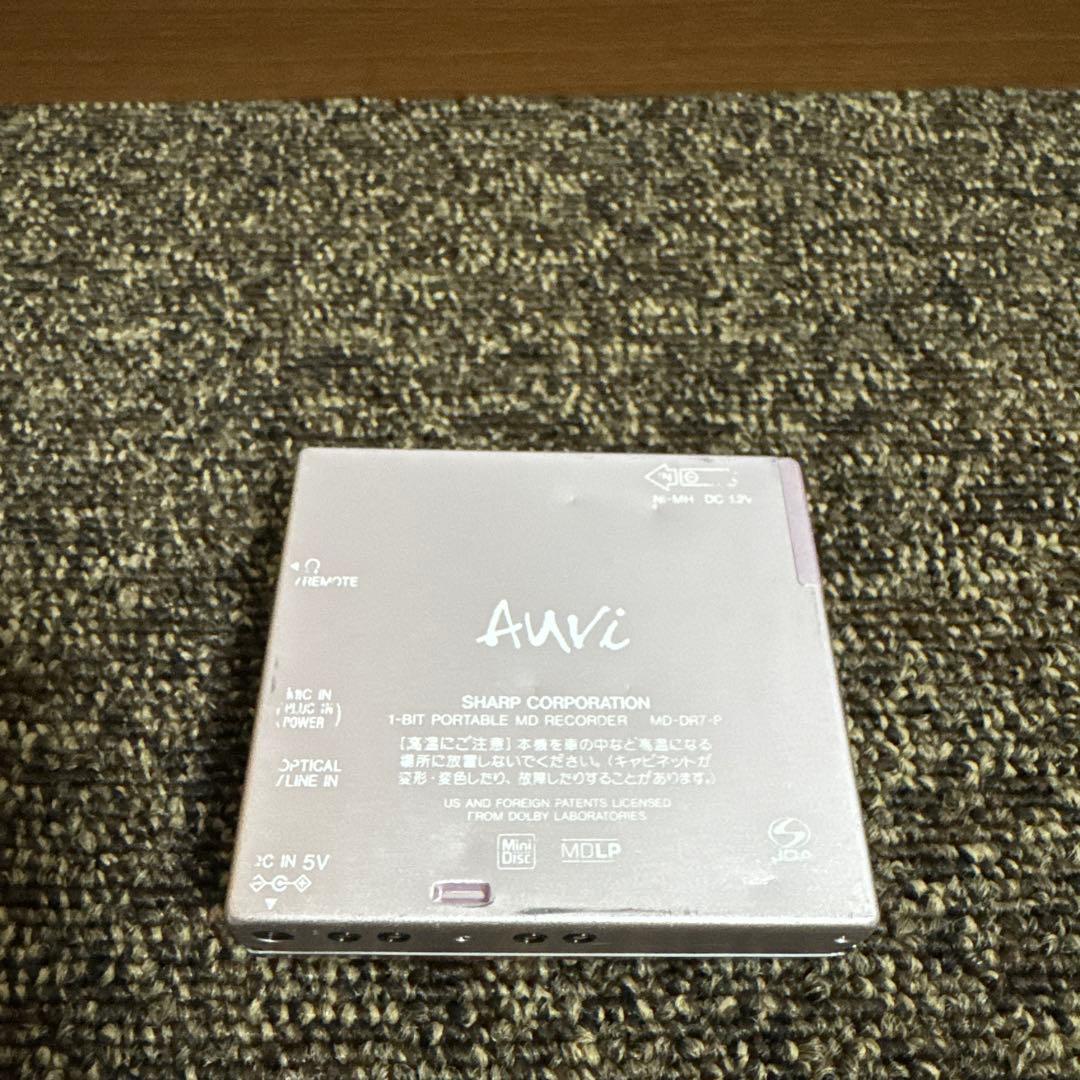 Ni-MH DC 1.2V
/REMOTE
Auvi
MIC IN
(PLUG IN
POWER)
SHARP CORPORATION
1-BIT PORTABLE MD RECORDER MD-DR7-P
[高温にご注意]本機を車の中など高温になる
場所に放置しないでください。(キャビネットが
変形・変色したり、故障したりすることがあります。)
OPTICAL
/LINE IN
US AND FOREIGN PATENTS LICENSED
FROM DOLBY LABORATORIES
Mini
Disc
MDLP
JDA
DC IN 5V